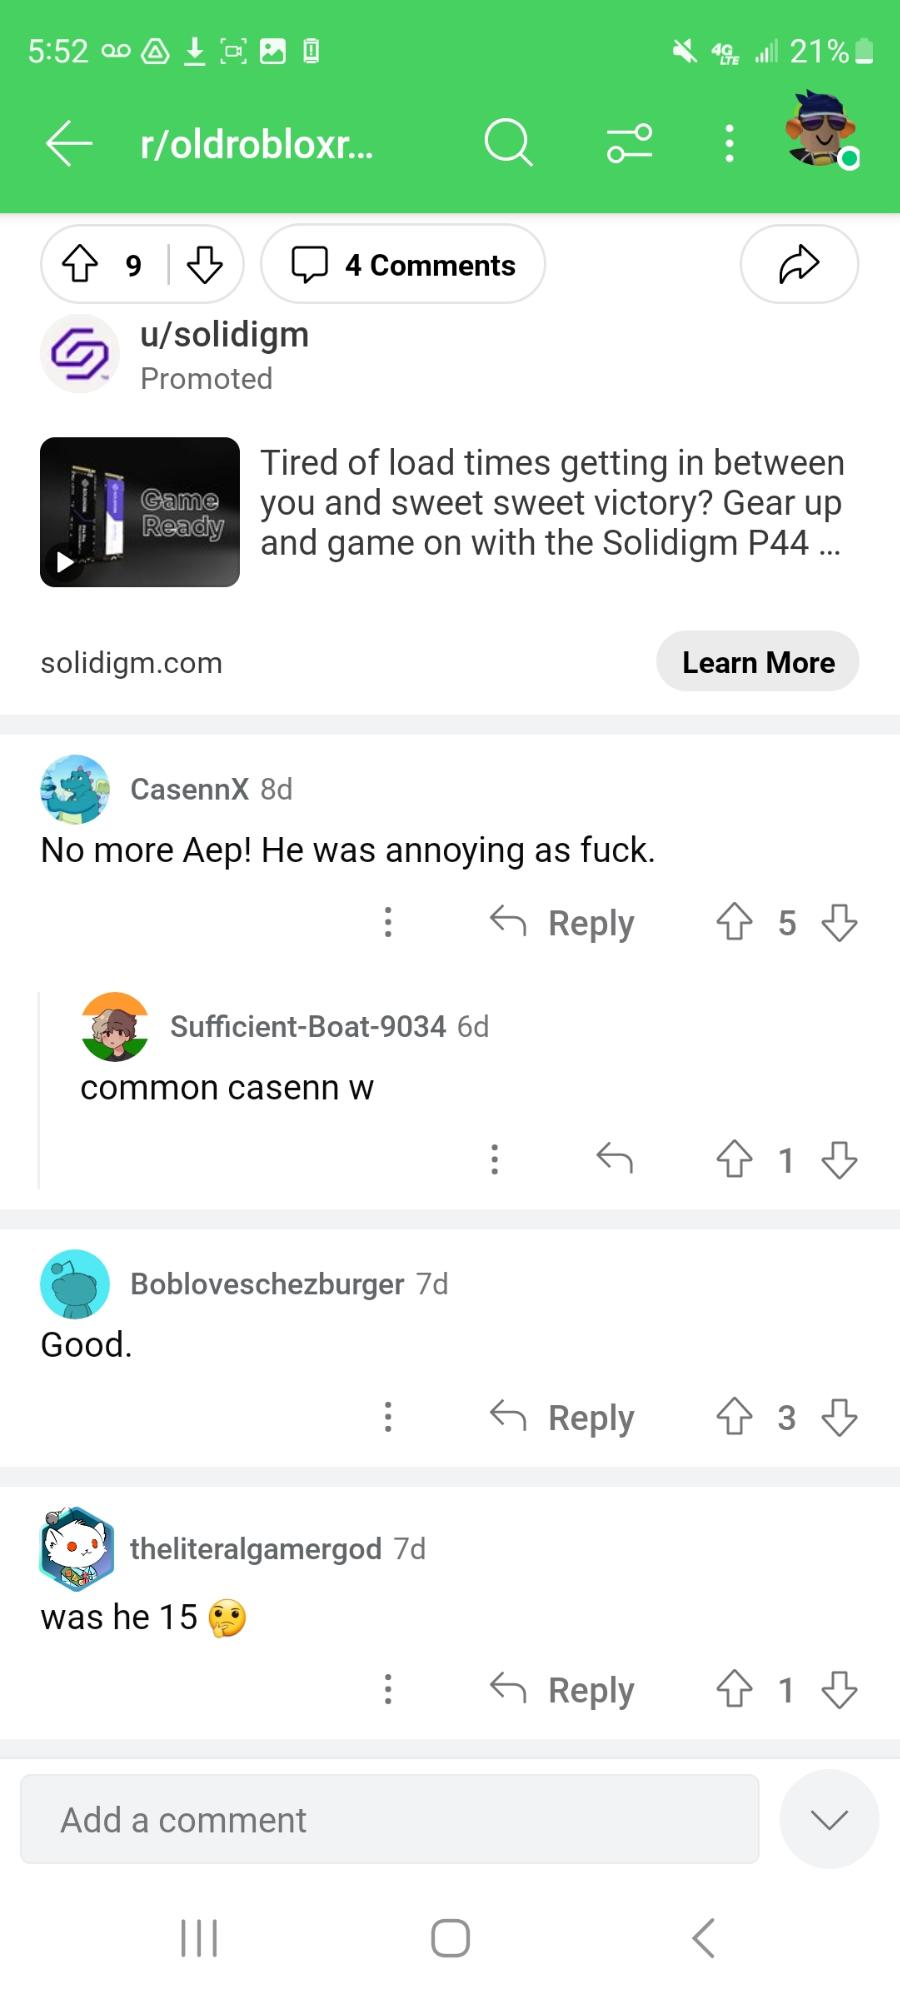 5:52
4G LTE
21%
r/oldrobloxr...
9
4 Comments
u/solidigm
Promoted
Game
Ready
Tired of load times getting in between
you and sweet sweet victory? Gear up
and game on with the Solidigm P44 ...
solidigm.com
Learn More
CasennX 8d
No more Aep! He was annoying as fuck.
Reply 5
Sufficient-Boat-9034 6d
common casenn w
1
Bobloveschezburger 7d
Good.
Reply 3
theliteralgamergod 7d
was he 15 🤔
Reply 1
Add a comment